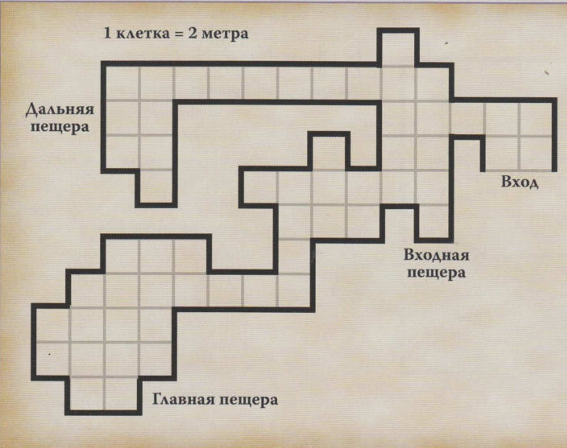 1 клетка = 2 метра
Дальняя
пещера
Вход
Входная
пещера
Главная пещера